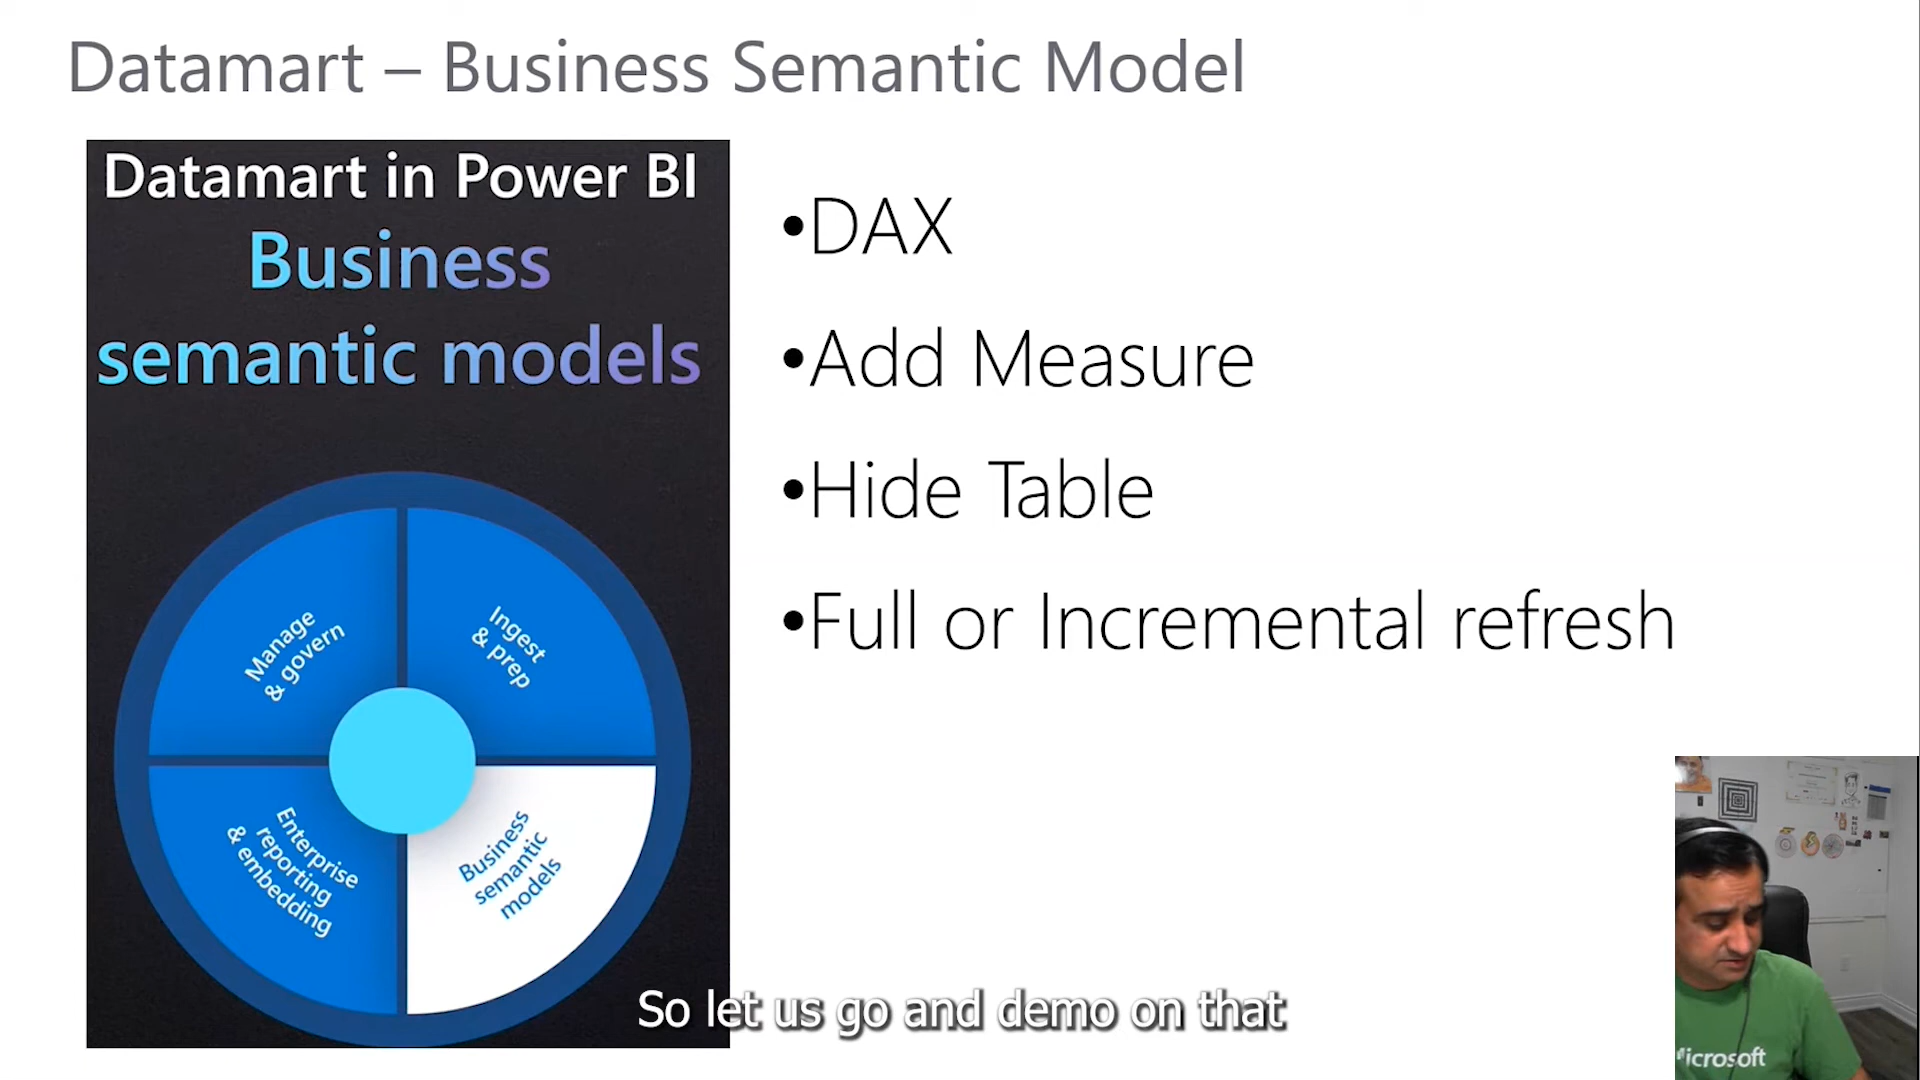 Datamart – Business Semantic Model
Datamart in Power BI
Business
semantic models
Manage
& govern
Ingest
& prep
Enterprise
reporting
& embedding
Business
semantic
models
•DAX
•Add Measure
•Hide Table
•Full or Incremental refresh
So let us go and demo on that
icrosoft